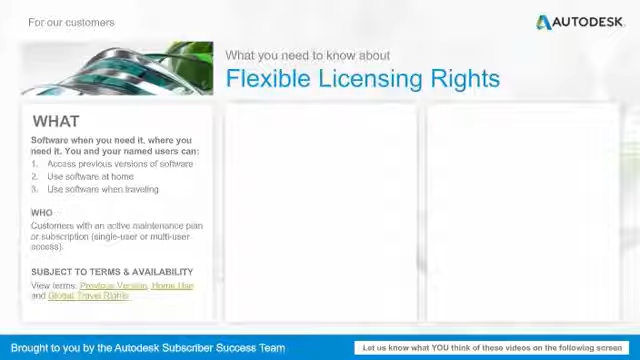 For our customers
AUTODESK.
What you need to know about
Flexible Licensing Rights
WHAT
Software when you need it, where you
need it. You and your named users can:
1. Access previous versions of software
2. Use software at home
3. Use software when traveling
WHO
Customers with an active maintenance plan
or subscription (single-user or multi-user
access).
SUBJECT TO TERMS & AVAILABILITY
View terms: Previous Version, Home Use
and Global Travel Rights
Brought to you by the Autodesk Subscriber Success Team
Let us know what YOU think of these videos on the following screen